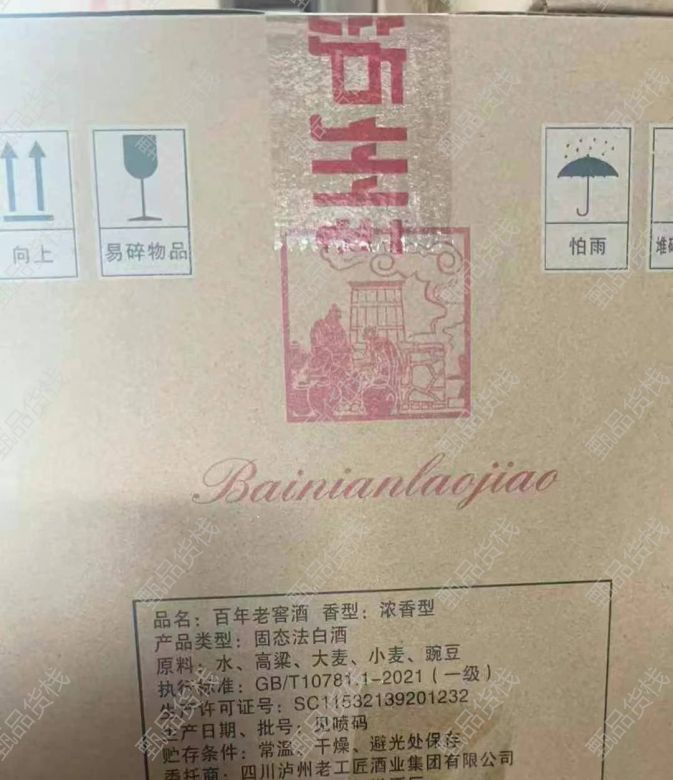 泸州
向上
易碎物品
怕雨
Bainianlaojiao
品名：百年老窖酒 香型：浓香型
产品类型：固态法白酒
原料：水、高粱、大麦、小麦、豌豆
执行标准：GB/T10781.1-2021（一级）
生产许可证号：SC11532139201232
生产日期、批号：见喷码
贮存条件：常温、干燥、避光处保存
委托商：四川泸州老工匠酒业集团有限公司
甄品货栈